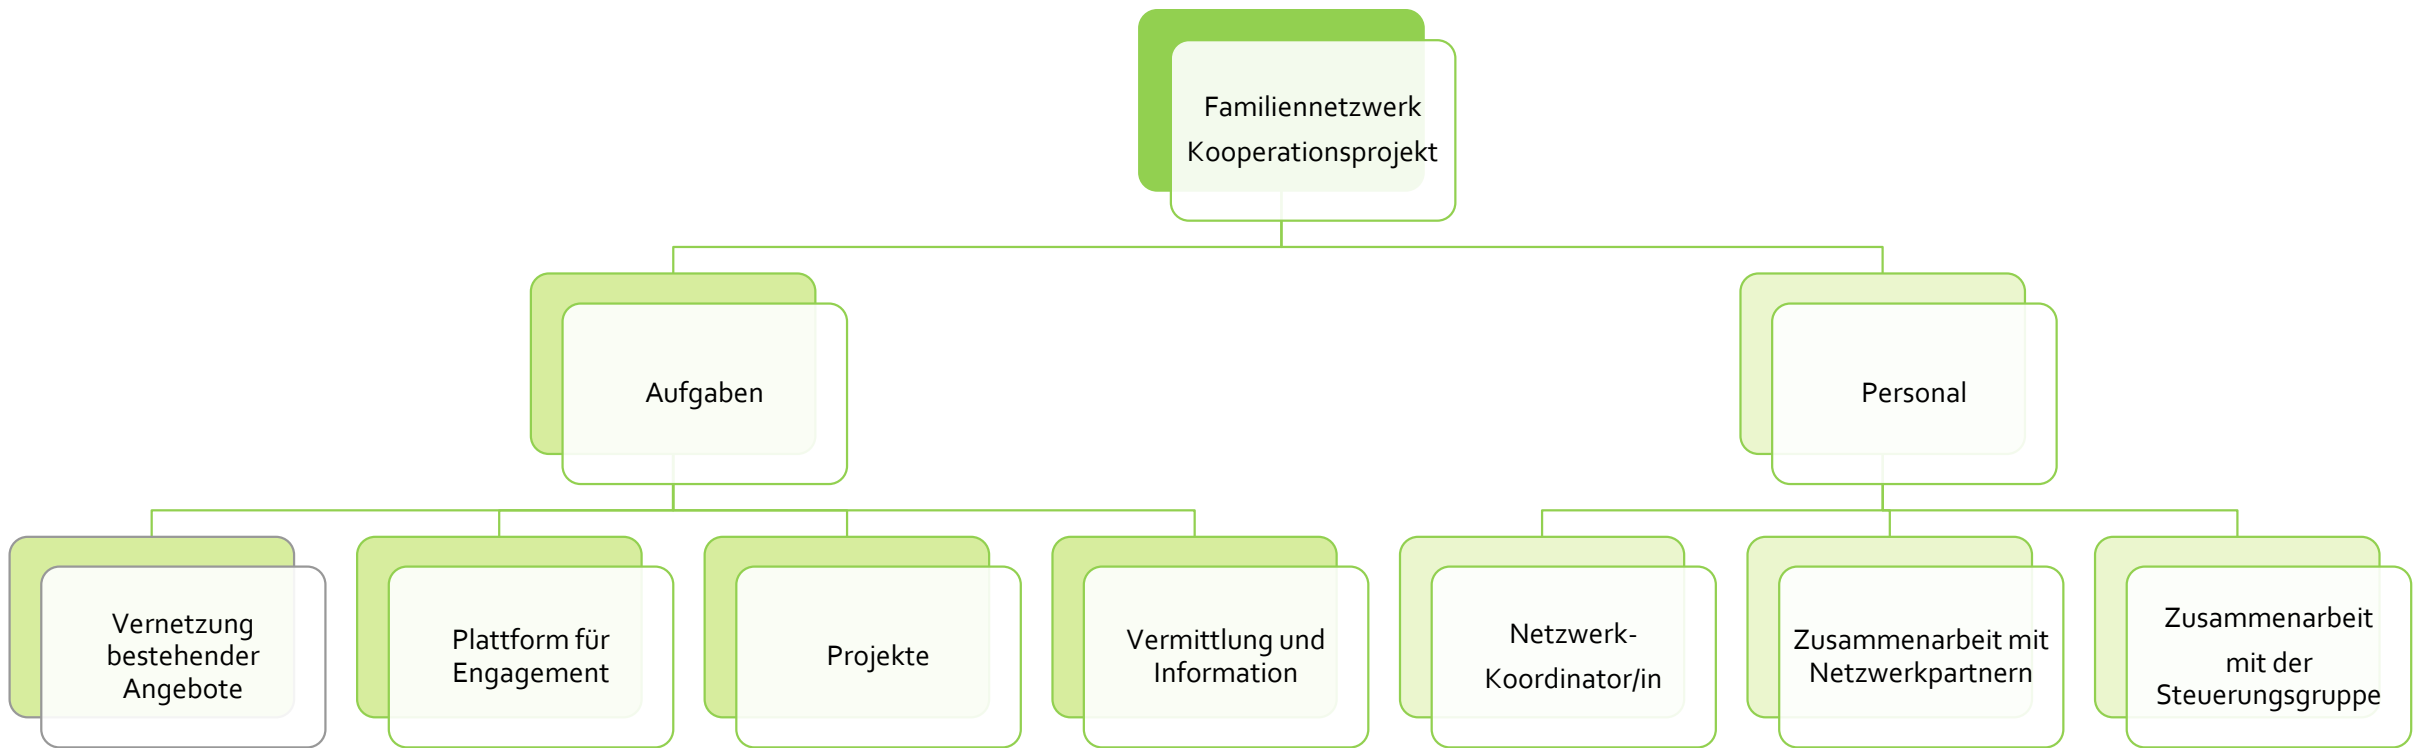 Familiennetzwerk
Kooperationsprojekt
Aufgaben
Personal
Vernetzung
bestehender
Angebote
Plattform für
Engagement
Projekte
Vermittlung und
Information
Netzwerk-
Koordinator/in
Zusammenarbeit mit
Netzwerkpartnern
Zusammenarbeit
mit der
Steuerungsgruppe